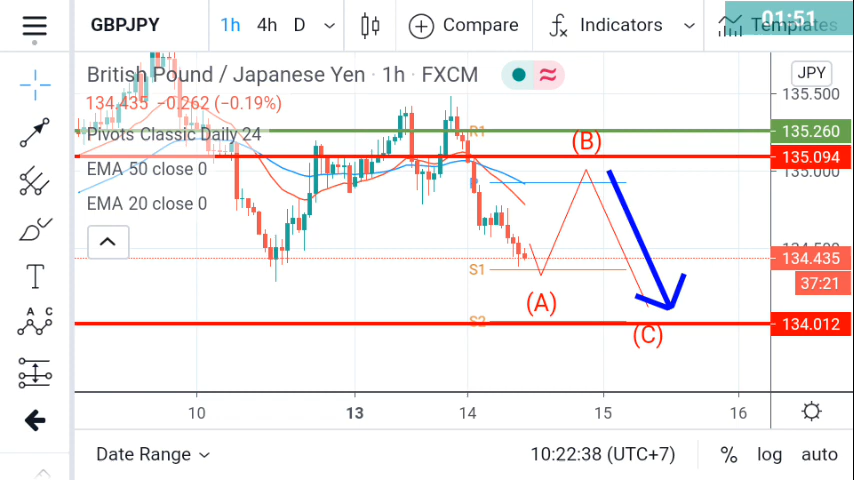 GBPJPY
1h 4h D
Compare
Indicators
Templates
01:51
British Pound / Japanese Yen · 1h · FXCM
134.435 −0.262 (−0.19%)
Pivots Classic Daily 24
EMA 50 close 0
EMA 20 close 0
JPY
135.500
R1
135.260
135.094
135.000
P
(B)
134.500
134.435
37:21
S1
(A)
S2
134.012
(C)
10 13 14 15 16
T
A C
B
Date Range
10:22:38 (UTC+7)
% log auto